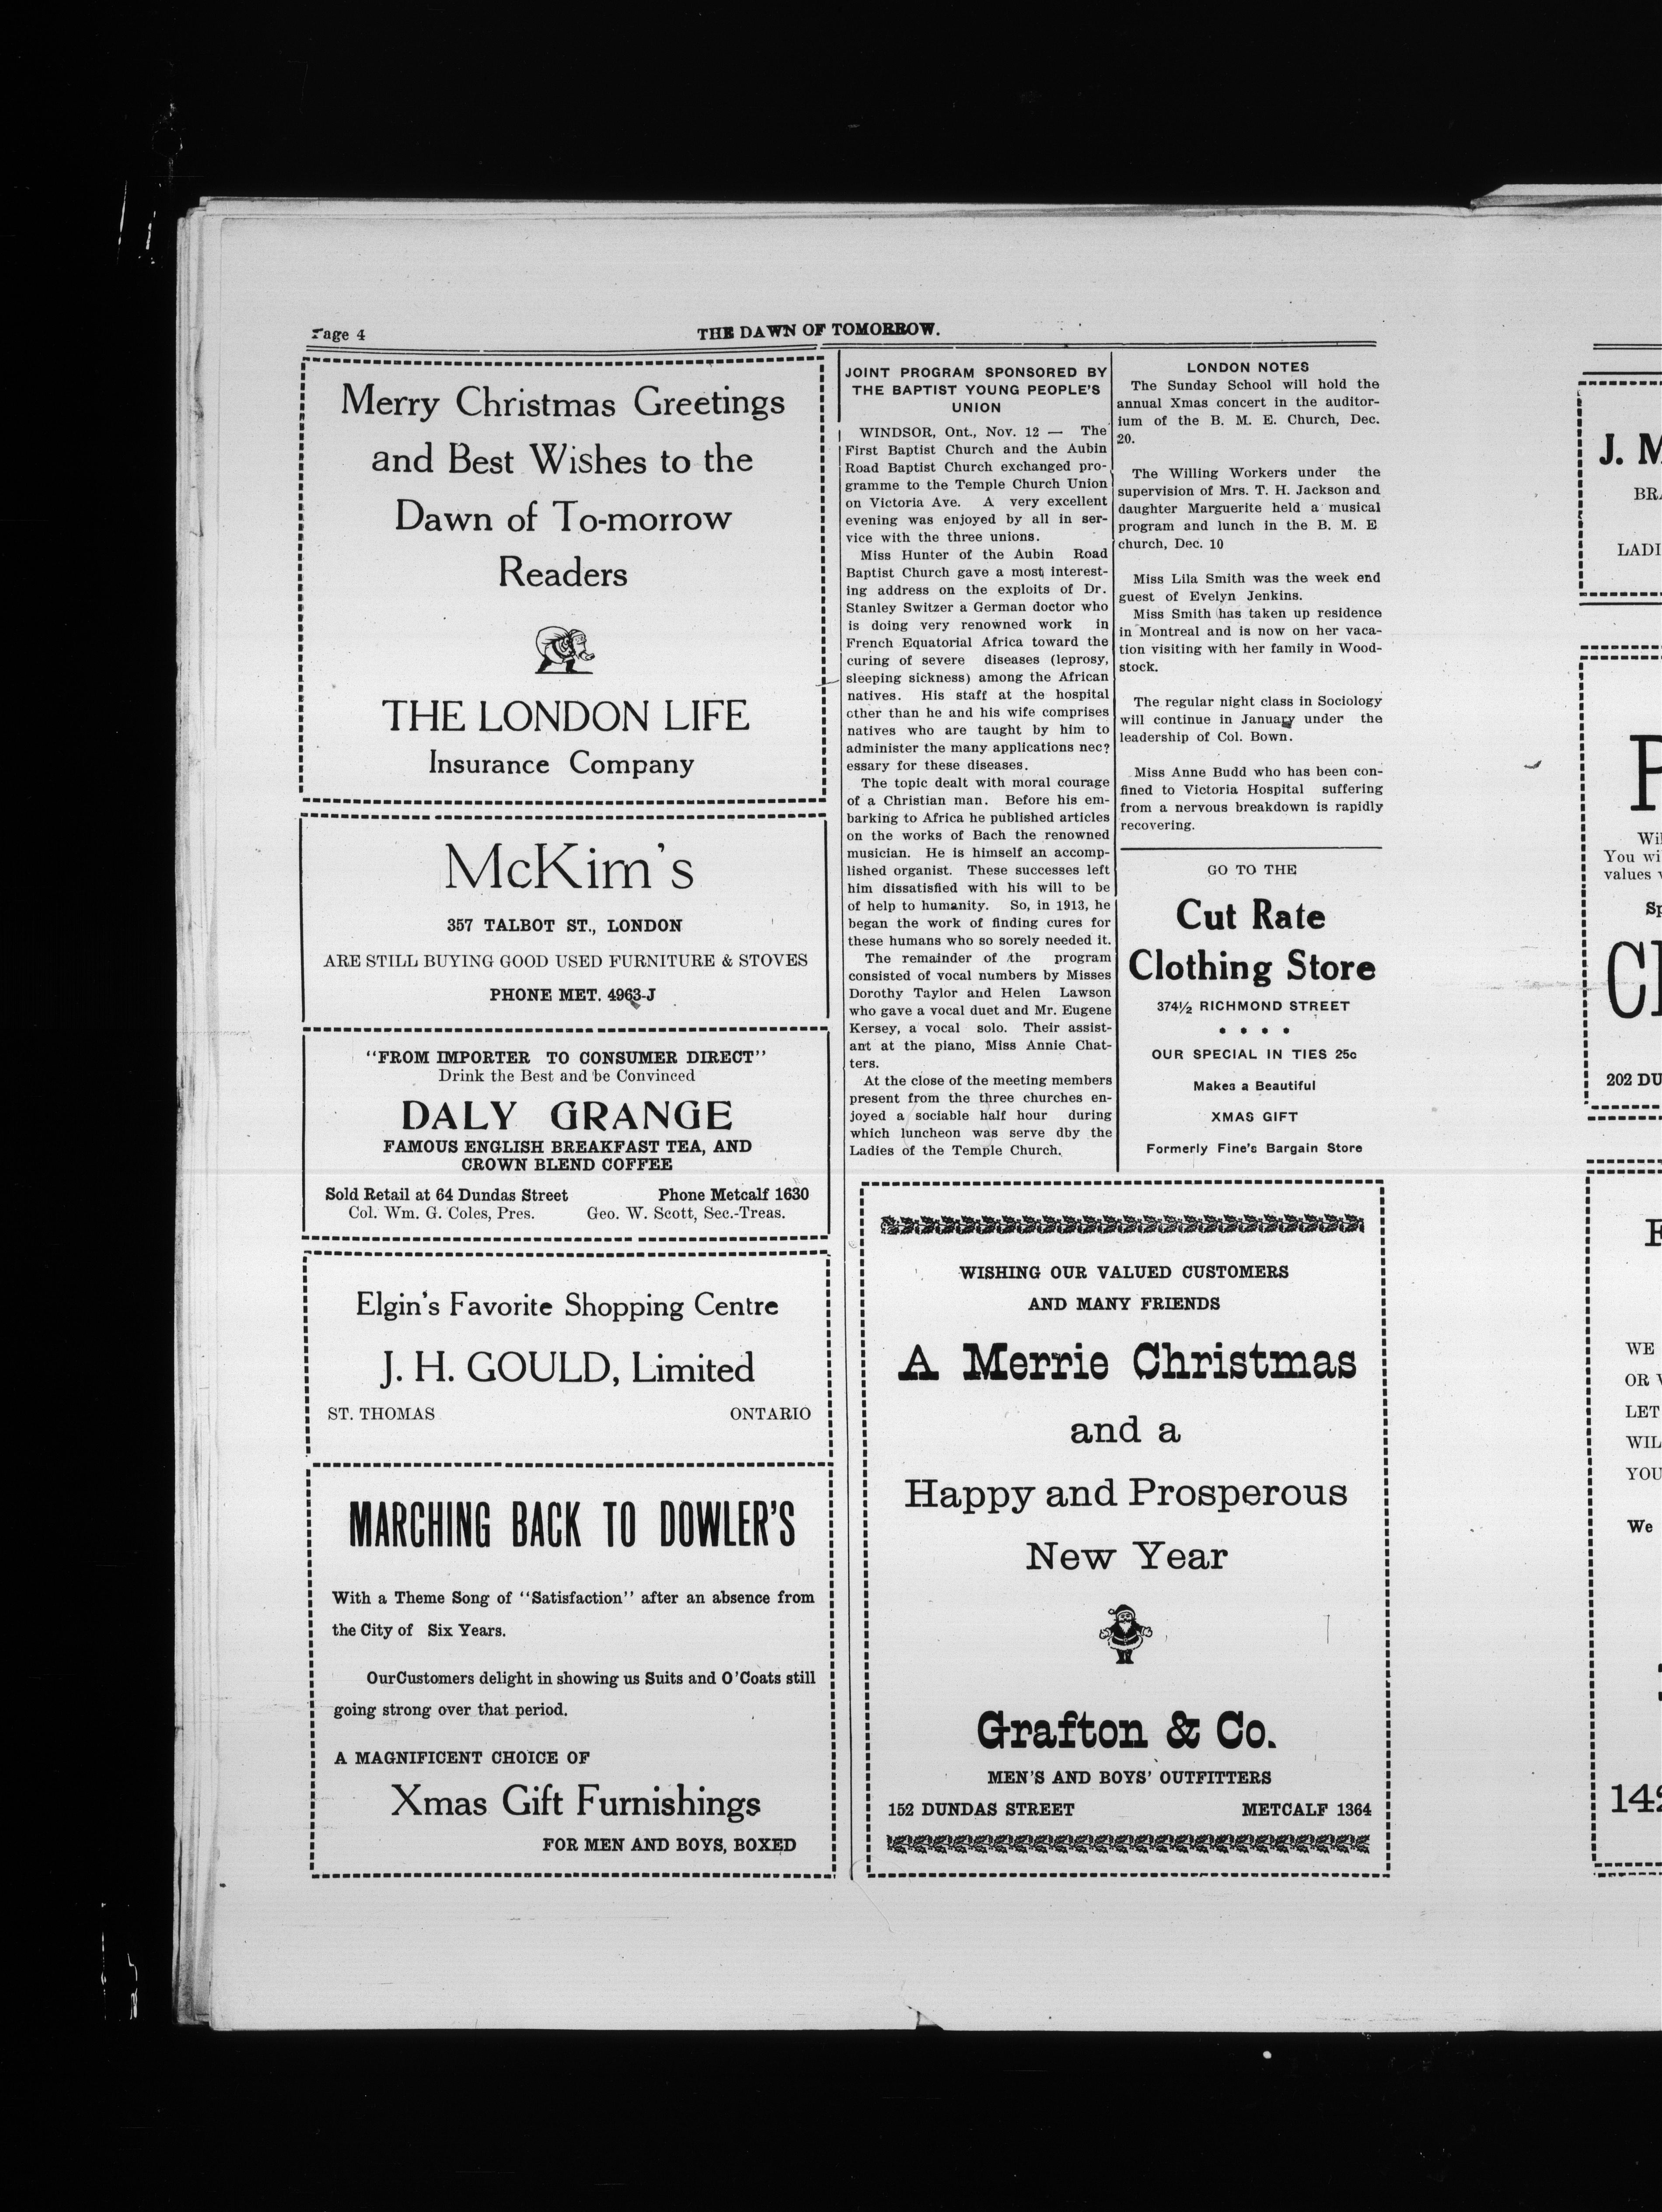 Page 4
THE DAWN OF TOMORROW.
Merry Christmas Greetings
and Best Wishes to the
Dawn of To-morrow
Readers
THE LONDON LIFE
Insurance Company
McKim's
357 TALBOT ST., LONDON
ARE STILL BUYING GOOD USED FURNITURE & STOVES
PHONE MET. 4963-J
"FROM IMPORTER TO CONSUMER DIRECT"
Drink the Best and be Convinced
DALY GRANGE
FAMOUS ENGLISH BREAKFAST TEA, AND
CROWN BLEND COFFEE
Sold Retail at 64 Dundas Street Phone Metcalf 1630
Col. Wm. G. Coles, Pres. Geo. W. Scott, Sec.-Treas.
Elgin's Favorite Shopping Centre
J. H. GOULD, Limited
ST. THOMAS ONTARIO
MARCHING BACK TO DOWLER'S
With a Theme Song of "Satisfaction" after an absence from
the City of Six Years.
OurCustomers delight in showing us Suits and O'Coats still
going strong over that period.
A MAGNIFICENT CHOICE OF
Xmas Gift Furnishings
FOR MEN AND BOYS, BOXED
JOINT PROGRAM SPONSORED BY
THE BAPTIST YOUNG PEOPLE'S
UNION
WINDSOR, Ont., Nov. 12 — The
First Baptist Church and the Aubin
Road Baptist Church exchanged pro-
gramme to the Temple Church Union
on Victoria Ave. A very excellent
evening was enjoyed by all in ser-
vice with the three unions.
Miss Hunter of the Aubin Road
Baptist Church gave a most interest-
ing address on the exploits of Dr.
Stanley Switzer a German doctor who
is doing very renowned work in
French Equatorial Africa toward the
curing of severe diseases (leprosy,
sleeping sickness) among the African
natives. His staff at the hospital
other than he and his wife comprises
natives who are taught by him to
administer the many applications nec?
essary for these diseases.
The topic dealt with moral courage
of a Christian man. Before his em-
barking to Africa he published articles
on the works of Bach the renowned
musician. He is himself an accomp-
lished organist. These successes left
him dissatisfied with his will to be
of help to humanity. So, in 1913, he
began the work of finding cures for
these humans who so sorely needed it.
The remainder of the program
consisted of vocal numbers by Misses
Dorothy Taylor and Helen Lawson
who gave a vocal duet and Mr. Eugene
Kersey, a vocal solo. Their assist-
ant at the piano, Miss Annie Chat-
ters.
At the close of the meeting members
present from the three churches en-
joyed a sociable half hour during
which luncheon was serve dby the
Ladies of the Temple Church.
LONDON NOTES
The Sunday School will hold the
annual Xmas concert in the auditor-
ium of the B. M. E. Church, Dec.
20.
The Willing Workers under the
supervision of Mrs. T. H. Jackson and
daughter Marguerite held a musical
program and lunch in the B. M. E
church, Dec. 10
Miss Lila Smith was the week end
guest of Evelyn Jenkins.
Miss Smith has taken up residence
in Montreal and is now on her vaca-
tion visiting with her family in Wood-
stock.
The regular night class in Sociology
will continue in January under the
leadership of Col. Bown.
Miss Anne Budd who has been con-
fined to Victoria Hospital suffering
from a nervous breakdown is rapidly
recovering.
GO TO THE
Cut Rate
Clothing Store
374½ RICHMOND STREET
OUR SPECIAL IN TIES 25c
Makes a Beautiful
XMAS GIFT
Formerly Fine's Bargain Store
WISHING OUR VALUED CUSTOMERS
AND MANY FRIENDS
A Merrie Christmas
and a
Happy and Prosperous
New Year
Grafton & Co.
MEN'S AND BOYS' OUTFITTERS
152 DUNDAS STREET METCALF 1364
J. M
BRA
LADI
P
Wil
You wi
values
Sp
Cl
202 DU
WE
OR
LET
WIL
YOU
We
142